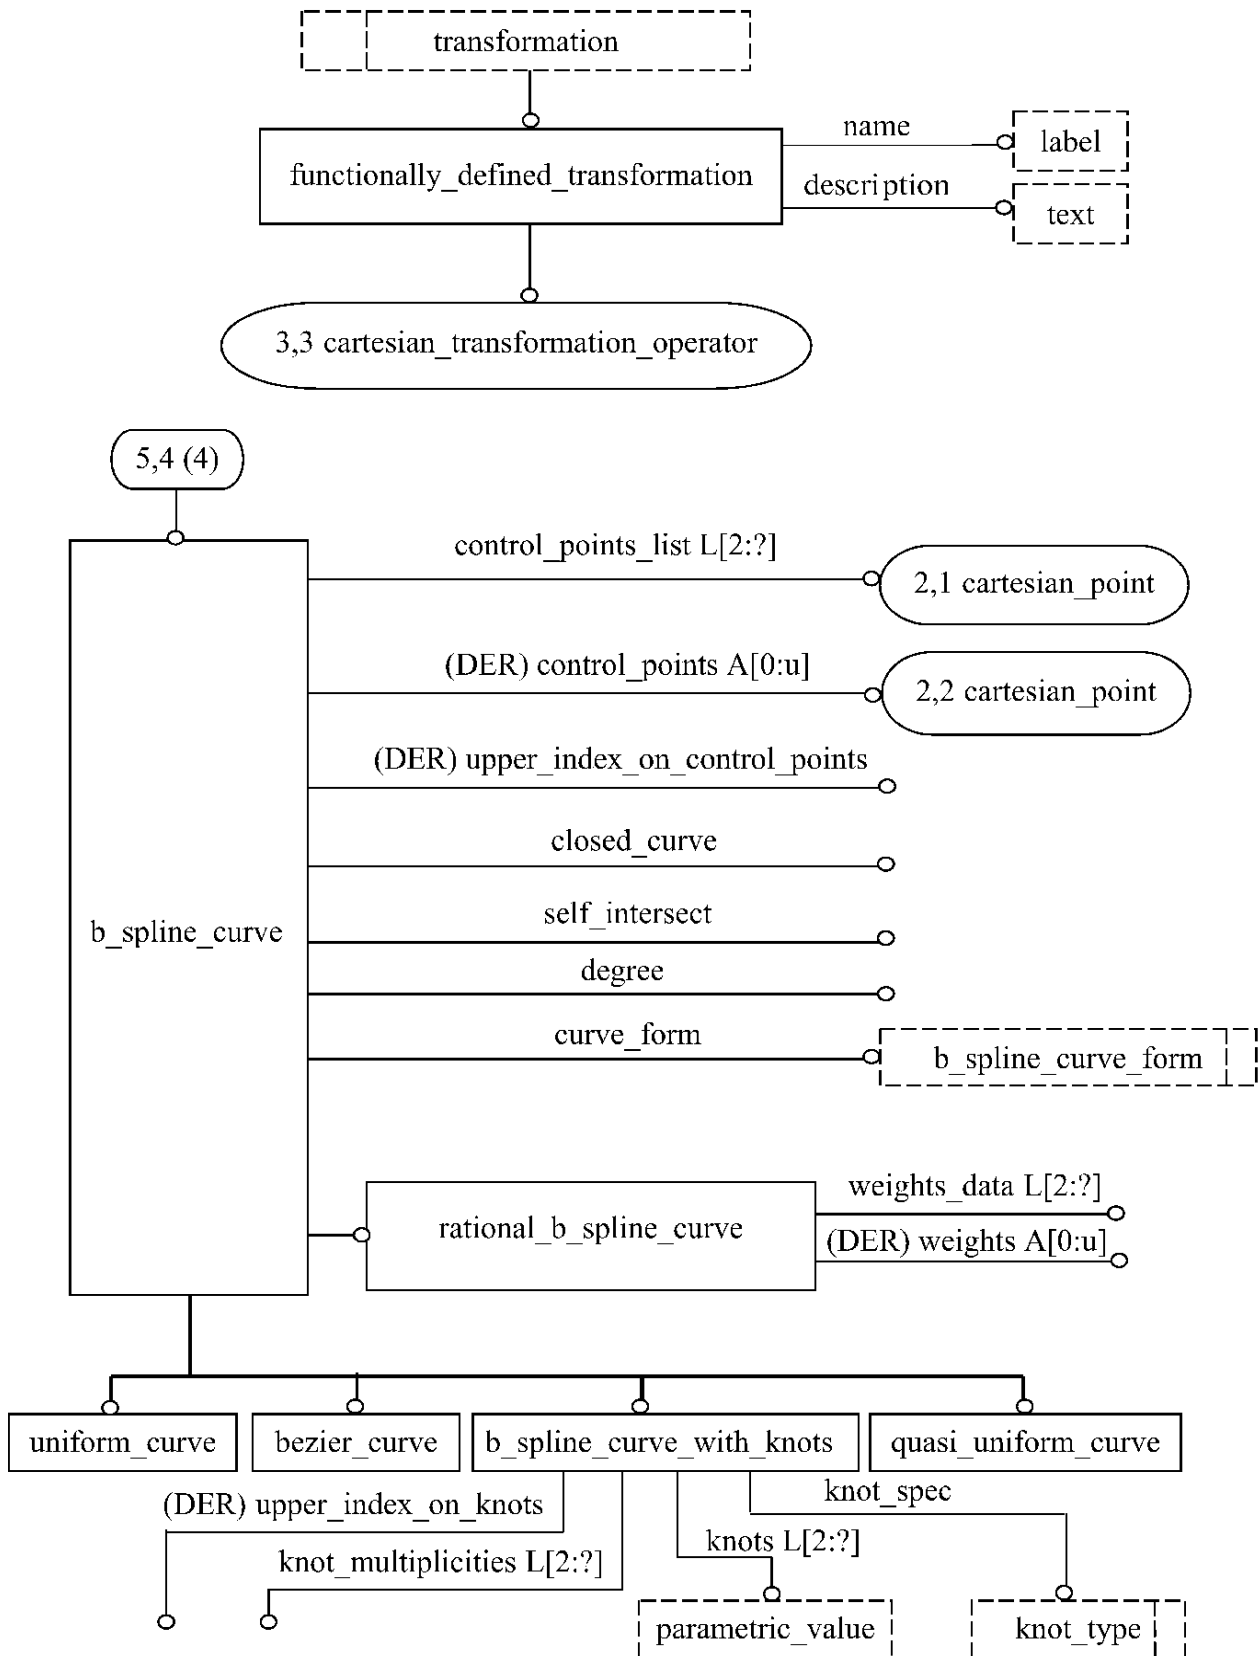 transformation
name
label
functionally_defined_transformation
description
text
3,3 cartesian_transformation_operator
5,4 (4)
control_points_list L[2:?]
2,1 cartesian_point
(DER) control_points A[0:u]
2,2 cartesian_point
(DER) upper_index_on_control_points
closed_curve
self_intersect
b_spline_curve
degree
curve_form
b_spline_curve_form
weights_data L[2:?]
rational_b_spline_curve
(DER) weights A[0:u]
uniform_curve
bezier_curve
b_spline_curve_with_knots
quasi_uniform_curve
knot_spec
(DER) upper_index_on_knots
knots L[2:?]
knot_multiplicities L[2:?]
parametric_value
knot_type